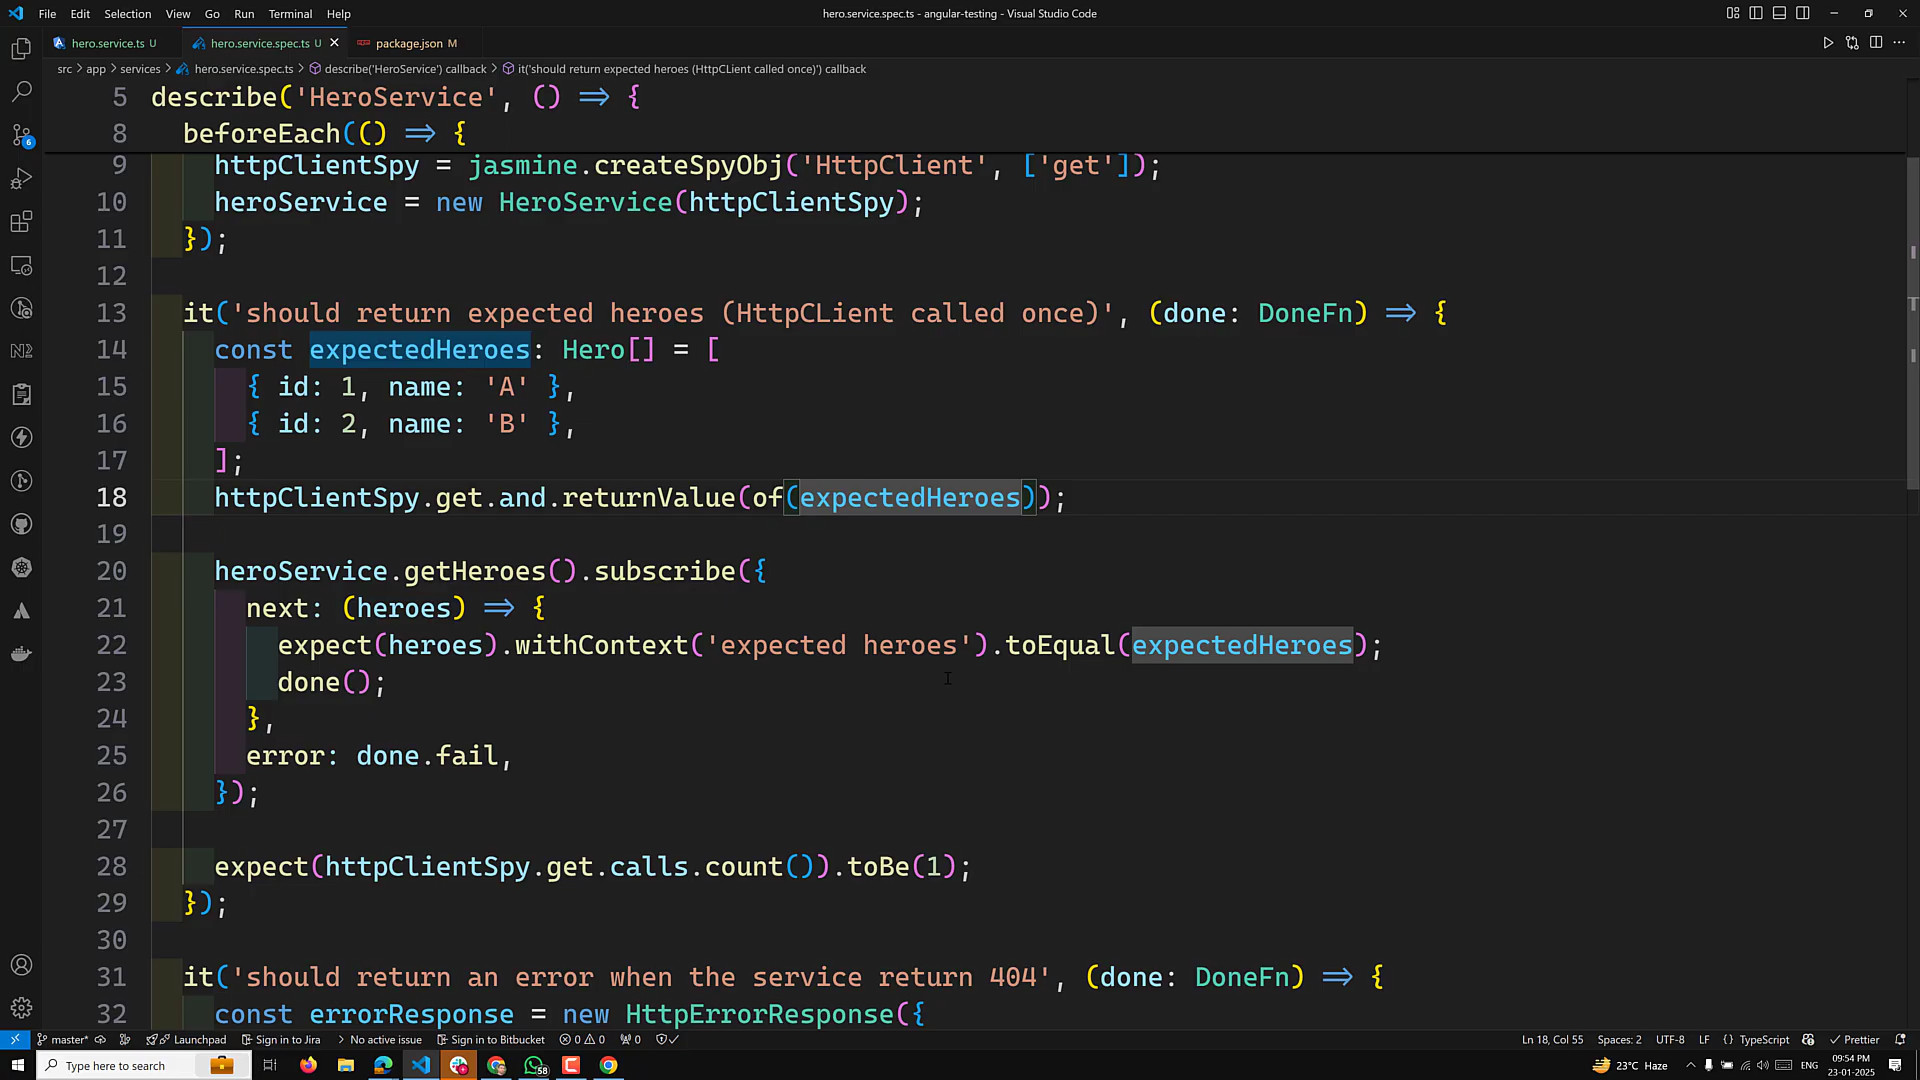 File Edit Selection View Go Run Terminal Help
hero.service.spec.ts - angular-testing - Visual Studio Code
hero.service.ts U
hero.service.spec.ts U
package.json M
src > app > services > hero.service.spec.ts > describe('HeroService') callback > it('should return expected heroes (HttpCLient called once)') callback
5 describe('HeroService', () => {
8 beforeEach(() => {
9 httpClientSpy = jasmine.createSpyObj('HttpClient', ['get']);
10 heroService = new HeroService(httpClientSpy);
11 });
12
13 it('should return expected heroes (HttpCLient called once)', (done: DoneFn) => {
14 const expectedHeroes: Hero[] = [
15 { id: 1, name: 'A' },
16 { id: 2, name: 'B' },
17 ];
18 httpClientSpy.get.and.returnValue(of(expectedHeroes));
19
20 heroService.getHeroes().subscribe({
21 next: (heroes) => {
22 expect(heroes).withContext('expected heroes').toEqual(expectedHeroes);
23 done();
24 },
25 error: done.fail,
26 });
27
28 expect(httpClientSpy.get.calls.count()).toBe(1);
29 });
30
31 it('should return an error when the service return 404', (done: DoneFn) => {
32 const errorResponse = new HttpErrorResponse({
6
N2
master* Launchpad Sign in to Jira > No active issue Sign in to Bitbucket 0 0 0
Ln 18, Col 55 Spaces: 2 UTF-8 LF {} TypeScript Prettier
Type here to search
58
23°C Haze
ENG
09:54 PM
23-01-2025